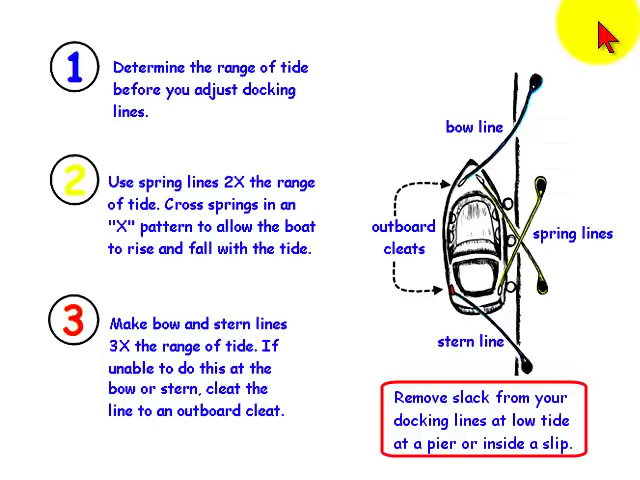 1
Determine the range of tide
before you adjust docking
lines.
2
Use spring lines 2X the range
of tide. Cross springs in an
"X" pattern to allow the boat
to rise and fall with the tide.
3
Make bow and stern lines
3X the range of tide. If
unable to do this at the
bow or stern, cleat the
line to an outboard cleat.
bow line
outboard
cleats
spring lines
stern line
Remove slack from your
docking lines at low tide
at a pier or inside a slip.